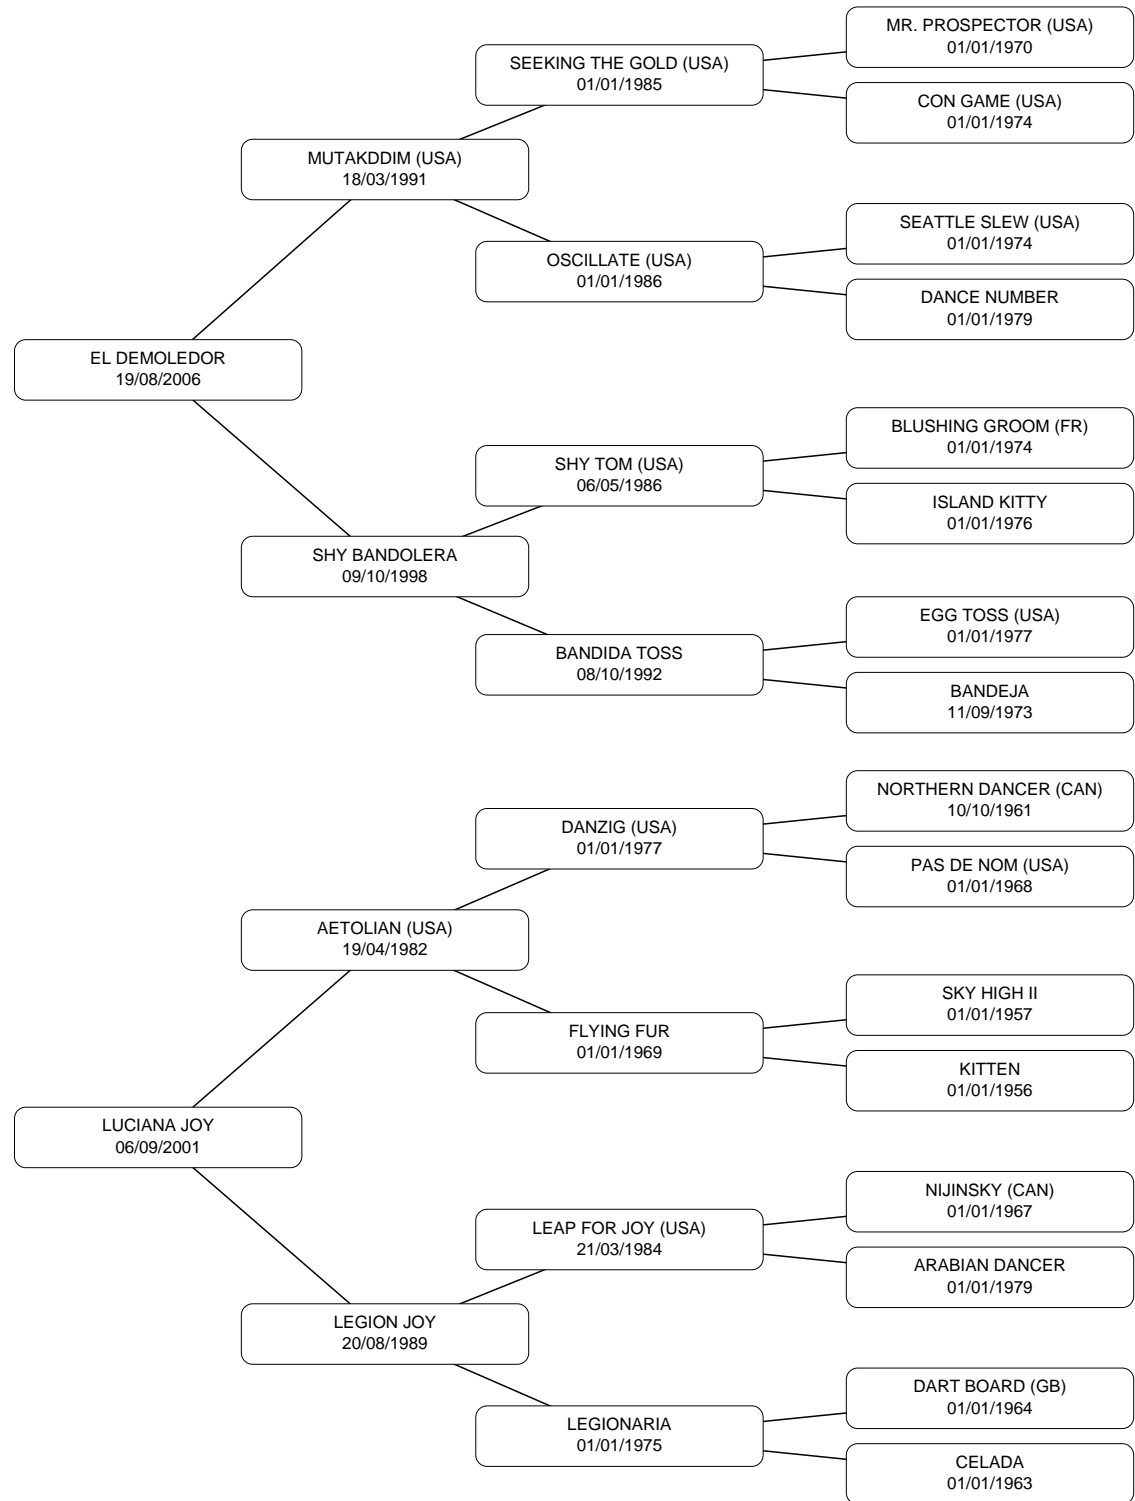 MR. PROSPECTOR (USA)
01/01/1970
SEEKING THE GOLD (USA)
01/01/1985
CON GAME (USA)
01/01/1974
MUTAKDDIM (USA)
18/03/1991
SEATTLE SLEW (USA)
01/01/1974
OSCILLATE (USA)
01/01/1986
DANCE NUMBER
01/01/1979
EL DEMOLEDOR
19/08/2006
BLUSHING GROOM (FR)
01/01/1974
SHY TOM (USA)
06/05/1986
ISLAND KITTY
01/01/1976
SHY BANDOLERA
09/10/1998
EGG TOSS (USA)
01/01/1977
BANDIDA TOSS
08/10/1992
BANDEJA
11/09/1973
NORTHERN DANCER (CAN)
10/10/1961
DANZIG (USA)
01/01/1977
PAS DE NOM (USA)
01/01/1968
AETOLIAN (USA)
19/04/1982
SKY HIGH II
01/01/1957
FLYING FUR
01/01/1969
KITTEN
01/01/1956
LUCIANA JOY
06/09/2001
NIJINSKY (CAN)
01/01/1967
LEAP FOR JOY (USA)
21/03/1984
ARABIAN DANCER
01/01/1979
LEGION JOY
20/08/1989
DART BOARD (GB)
01/01/1964
LEGIONARIA
01/01/1975
CELADA
01/01/1963